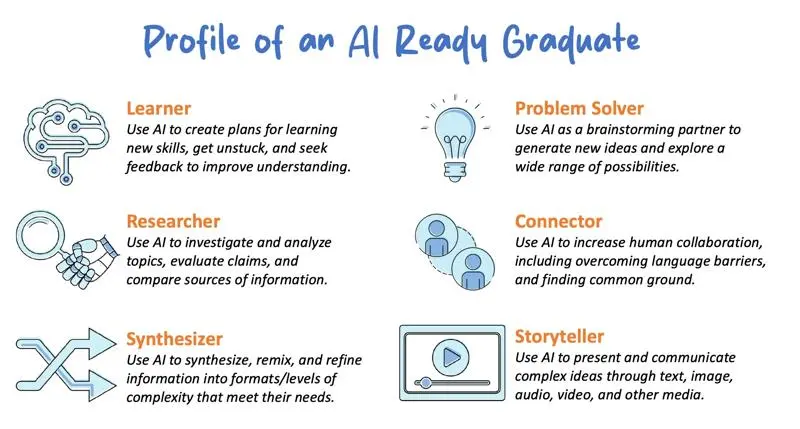 Profile of an AI Ready Graduate
Learner
Use AI to create plans for learning
new skills, get unstuck, and seek
feedback to improve understanding.
Problem Solver
Use AI as a brainstorming partner to
generate new ideas and explore a
wide range of possibilities.
Researcher
Use AI to investigate and analyze
topics, evaluate claims, and
compare sources of information.
Connector
Use AI to increase human collaboration,
including overcoming language barriers,
and finding common ground.
Synthesizer
Use AI to synthesize, remix, and refine
information into formats/levels of
complexity that meet their needs.
Storyteller
Use AI to present and communicate
complex ideas through text, image,
audio, video, and other media.